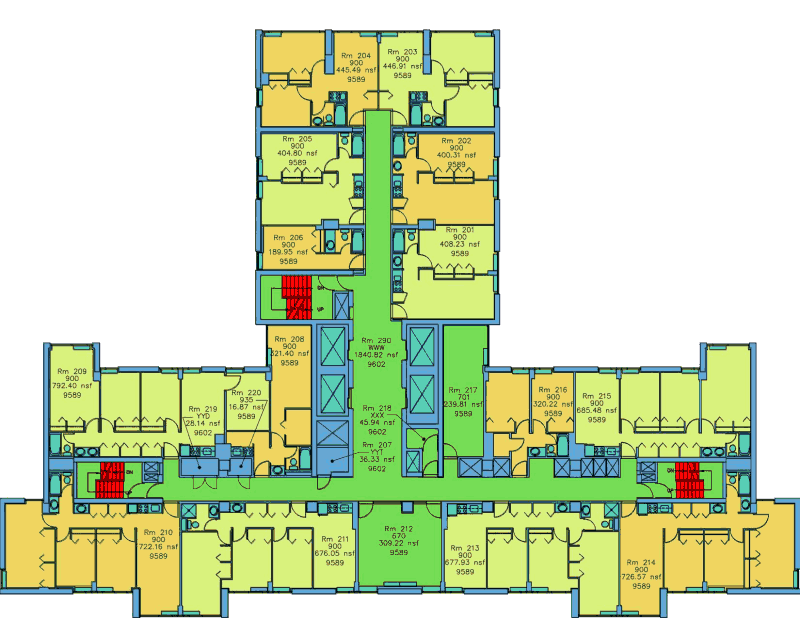 Rm 204
900
445.49 nsf
9589
Rm 203
900
446.91 nsf
9589
Rm 205
900
404.80 nsf
9589
Rm 202
900
400.31 nsf
9589
Rm 206
900
189.95 nsf
9589
Rm 201
900
408.23 nsf
9589
DN
UP
UP
Rm 208
900
321.40 nsf
9589
Rm 290
WWW
1840.82 nsf
9602
Rm 209
900
792.40 nsf
9589
Rm 220
935
16.87 nsf
9589
Rm 219
YYD
28.14 nsf
9602
Rm 218
XXX
45.94 nsf
9602
Rm 207
YYT
36.33 nsf
9602
Rm 217
701
239.81 nsf
9589
Rm 216
900
320.22 nsf
9589
Rm 215
900
685.48 nsf
9589
DN
UP
DN
UP
Rm 210
900
722.16 nsf
9589
Rm 211
900
676.05 nsf
9589
Rm 212
670
309.22 nsf
9589
Rm 213
900
677.93 nsf
9589
Rm 214
900
726.57 nsf
9589